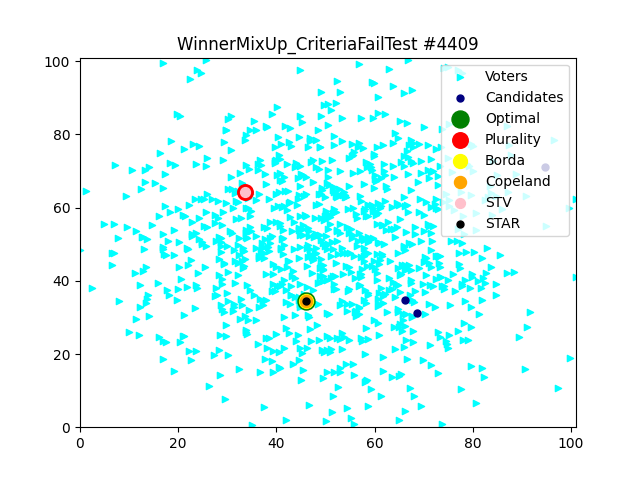 WinnerMixUp_CriteriaFailTest #4409
100
80
60
40
20
0
0
20
40
60
80
100
Voters
Candidates
Optimal
Plurality
Borda
Copeland
STV
STAR